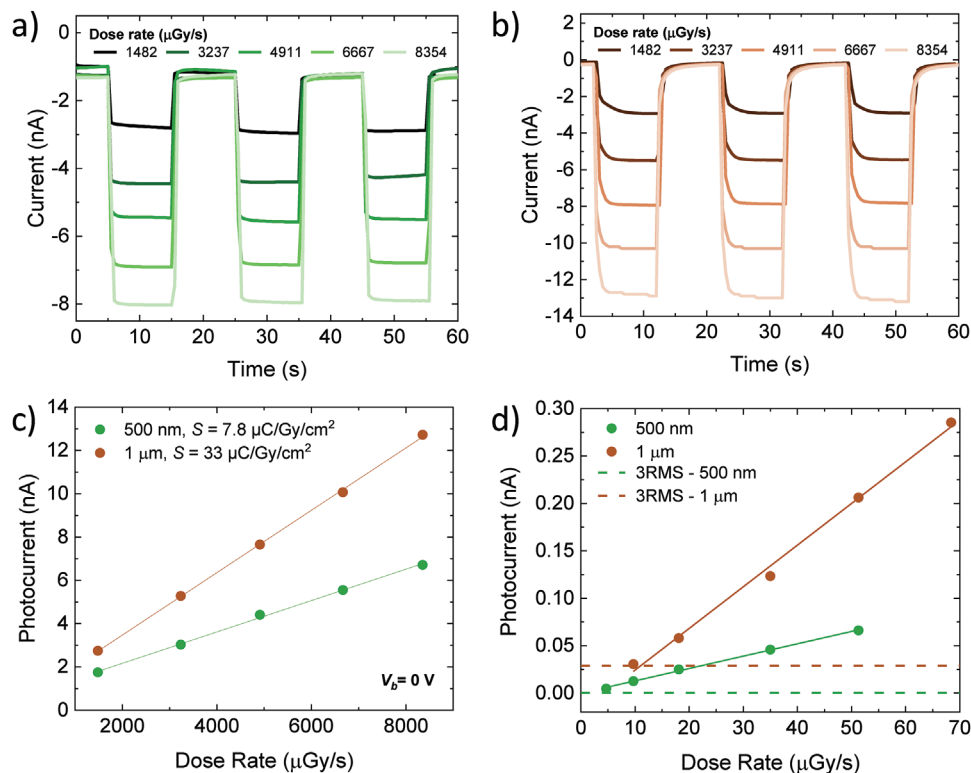 a)
Dose rate (μGy/s)
1482 3237 4911 6667 8354
0
-2
-4
-6
-8
Current (nA)
0 10 20 30 40 50 60
Time (s)
b)
Dose rate (μGy/s)
1482 3237 4911 6667 8354
2
0
-2
-4
-6
-8
-10
-12
-14
Current (nA)
0 10 20 30 40 50 60
Time (s)
c)
500 nm, S = 7.8 μC/Gy/cm²
1 μm, S = 33 μC/Gy/cm²
14
12
10
8
6
4
2
0
Photocurrent (nA)
V_b= 0 V
2000 4000 6000 8000
Dose Rate (μGy/s)
d)
500 nm
1 μm
3RMS - 500 nm
3RMS - 1 μm
0.30
0.25
0.20
0.15
0.10
0.05
0.00
Photocurrent (nA)
0 10 20 30 40 50 60 70
Dose Rate (μGy/s)